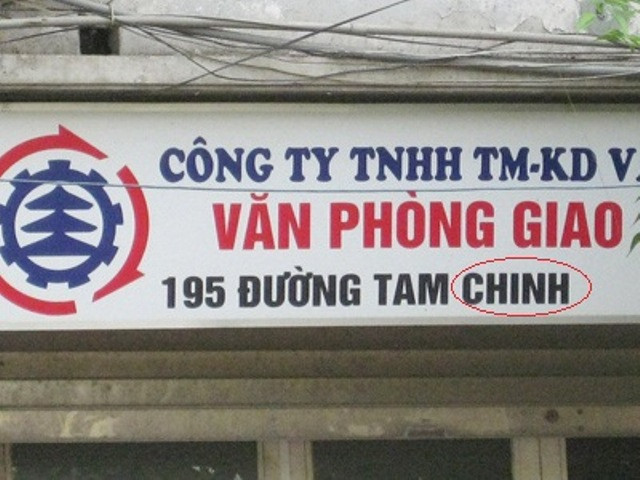 CÔNG TY TNHH TM-KD
VĂN PHÒNG GIAO
195 ĐƯỜNG TAM CHINH